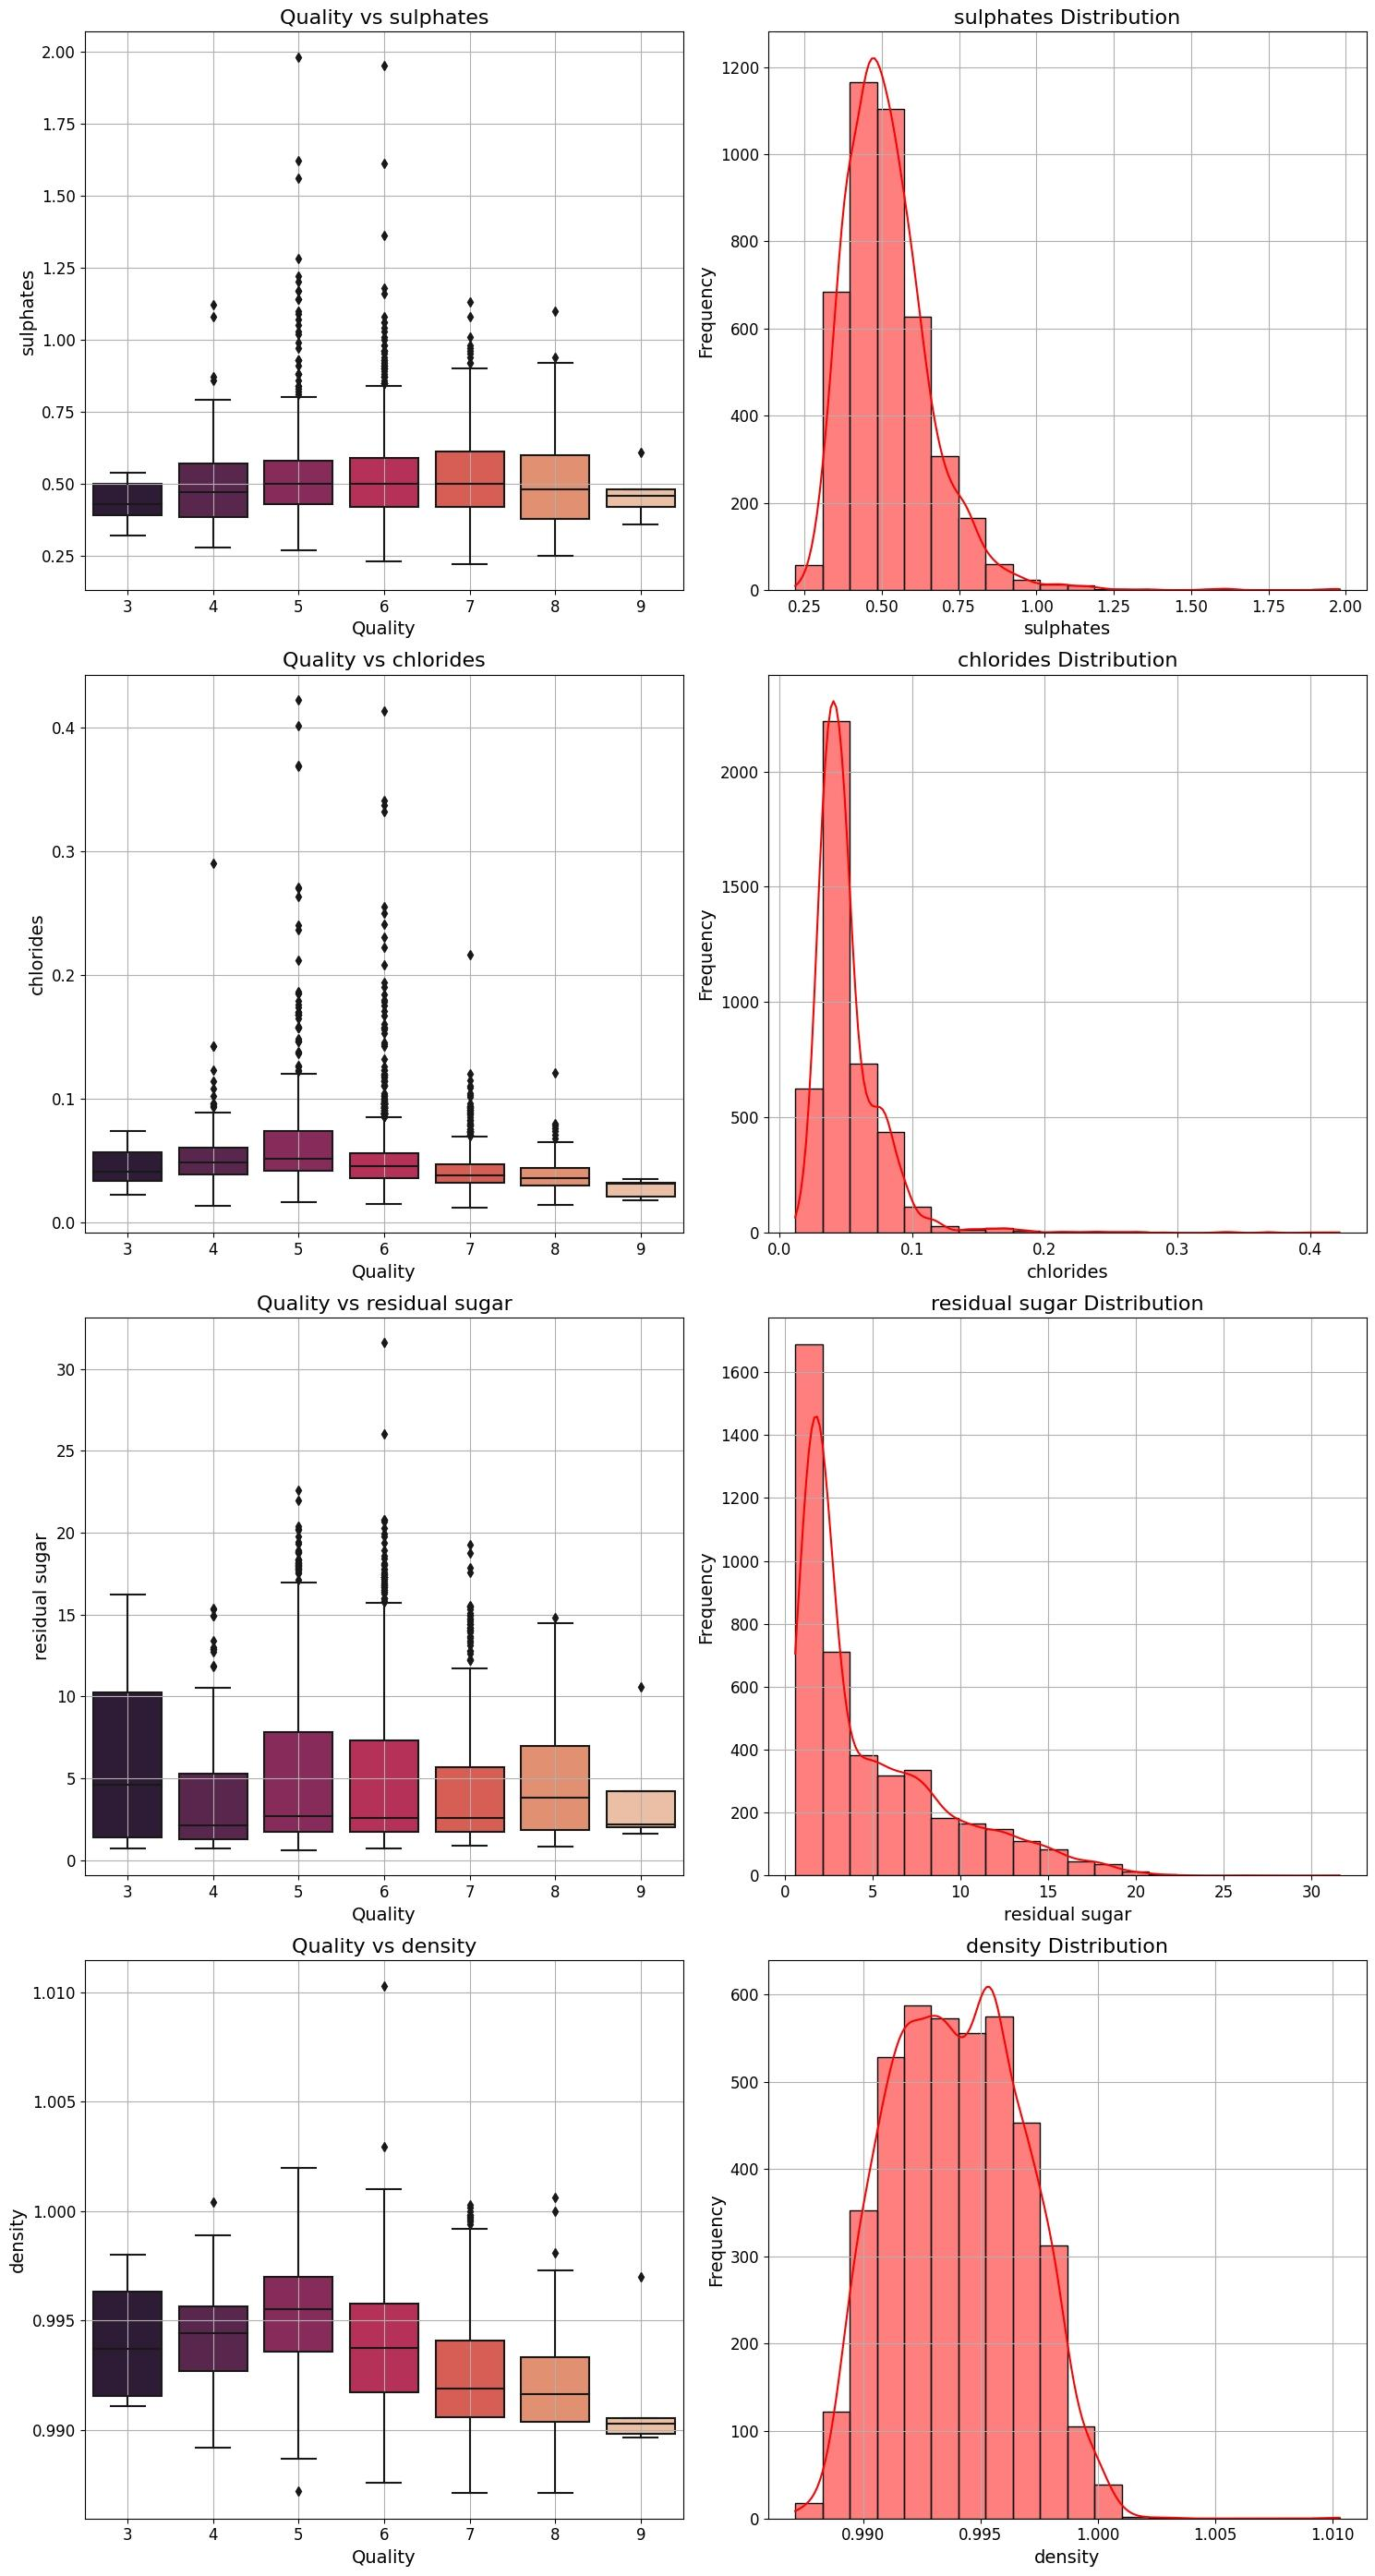 Quality vs sulphates
sulphates
2.00
1.75
1.50
1.25
1.00
0.75
0.50
0.25
3 4 5 6 7 8 9
Quality
sulphates Distribution
Frequency
1200
1000
800
600
400
200
0
0.25 0.50 0.75 1.00 1.25 1.50 1.75 2.00
sulphates
Quality vs chlorides
chlorides
0.4
0.3
0.2
0.1
0.0
3 4 5 6 7 8 9
Quality
chlorides Distribution
Frequency
2000
1500
1000
500
0
0.0 0.1 0.2 0.3 0.4
chlorides
Quality vs residual sugar
residual sugar
30
25
20
15
10
5
0
3 4 5 6 7 8 9
Quality
residual sugar Distribution
Frequency
1600
1400
1200
1000
800
600
400
200
0
0 5 10 15 20 25 30
residual sugar
Quality vs density
density
1.010
1.005
1.000
0.995
0.990
3 4 5 6 7 8 9
Quality
density Distribution
Frequency
600
500
400
300
200
100
0
0.990 0.995 1.000 1.005 1.010
density